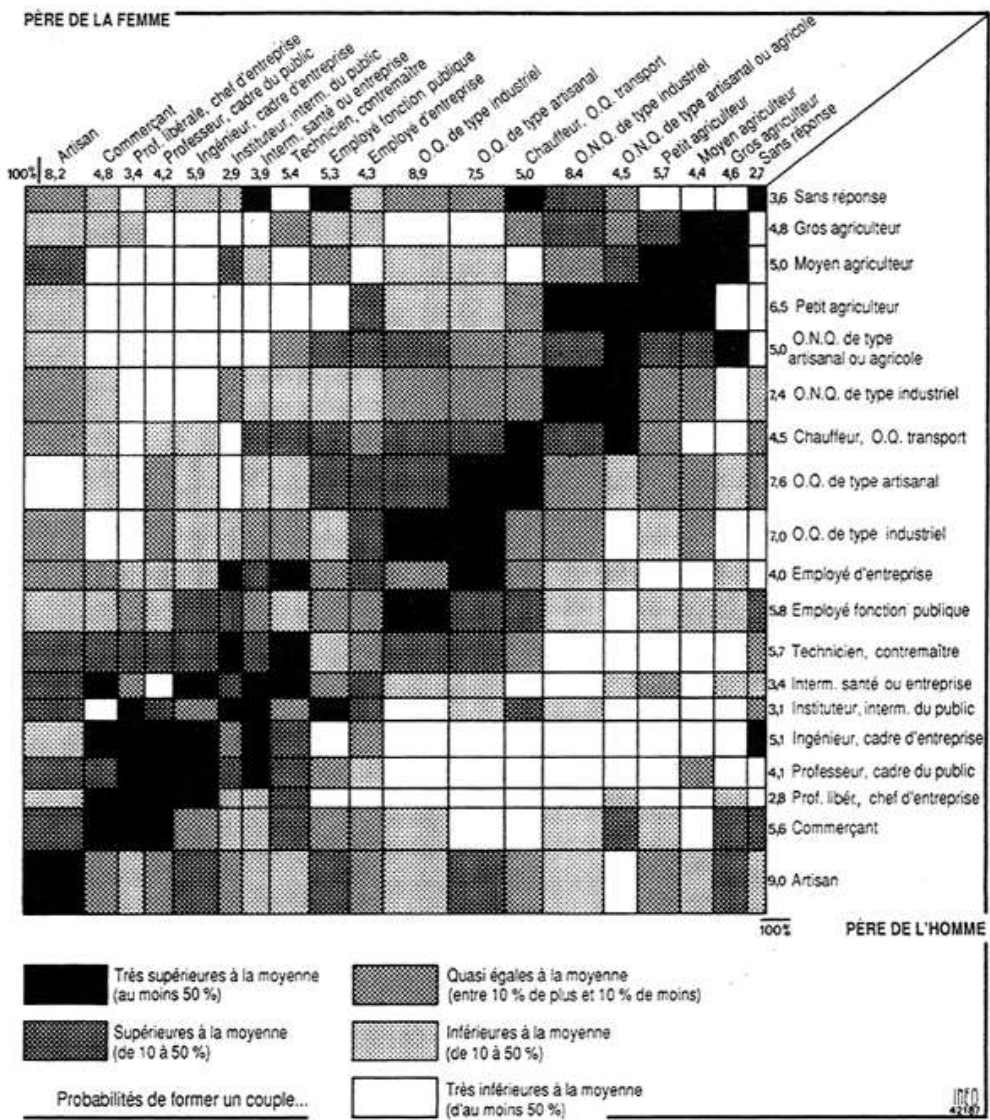 PÈRE DE LA FEMME
Artisan
Commerçant
Prof. libérale, chef d'entreprise
Professeur, cadre du public
Ingénieur, cadre d'entreprise
Instituteur, interm. du public
Interm. santé ou entreprise
Technicien, contremaître
Employé fonction publique
Employé d'entreprise
O.Q. de type industriel
O.Q. de type artisanal
Chauffeur, O.Q. transport
O.N.Q. de type industriel
O.N.Q. de type artisanal ou agricole
Petit agriculteur
Moyen agriculteur
Gros agriculteur
Sans réponse
100% 8,2 4,8 3,4 4,2 5,9 2,9 3,9 5,4 5,3 4,3 8,9 7,5 5,0 8,4 4,5 5,7 4,4 4,6 2,7
3,6 Sans réponse
4,8 Gros agriculteur
5,0 Moyen agriculteur
6,5 Petit agriculteur
5,0 O.N.Q. de type
artisanal ou agricole
7,4 O.N.Q. de type industriel
4,5 Chauffeur, O.Q. transport
7,6 O.Q. de type artisanal
7,0 O.Q. de type industriel
4,0 Employé d'entreprise
5,8 Employé fonction publique
5,7 Technicien, contremaître
3,4 Interm. santé ou entreprise
3,1 Instituteur, interm. du public
5,1 Ingénieur, cadre d'entreprise
4,1 Professeur, cadre du public
2,8 Prof. libér., chef d'entreprise
5,6 Commerçant
9,0 Artisan
100% PÈRE DE L'HOMME
Très supérieures à la moyenne
(au moins 50 %)
Quasi égales à la moyenne
(entre 10 % de plus et 10 % de moins)
Supérieures à la moyenne
(de 10 à 50 %)
Inférieures à la moyenne
(de 10 à 50 %)
Probabilités de former un couple...
Très inférieures à la moyenne
(d'au moins 50 %)
INED
42187